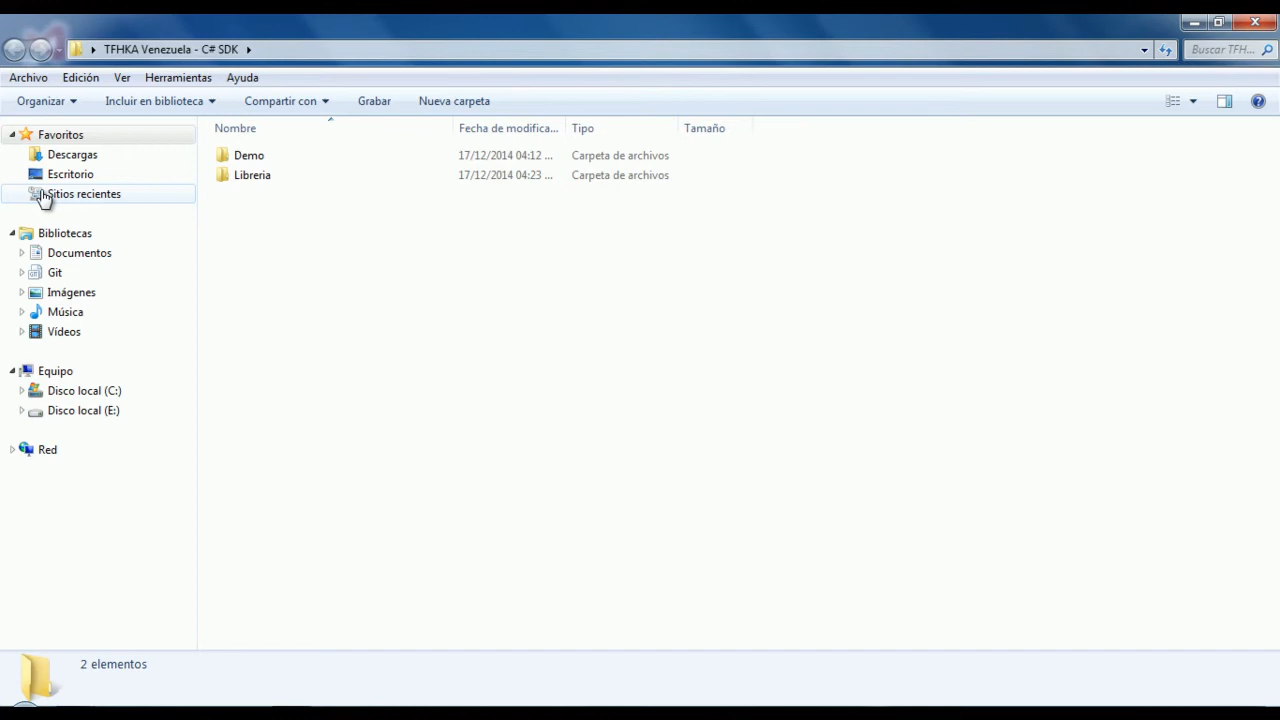 TFHKA Venezuela - C# SDK
Buscar TFH...
Archivo Edición Ver Herramientas Ayuda
Organizar Incluir en biblioteca Compartir con Grabar Nueva carpeta
Favoritos
Descargas
Escritorio
Sitios recientes
Bibliotecas
Documentos
Git
Imágenes
Música
Vídeos
Equipo
Disco local (C:)
Disco local (E:)
Red
Nombre Fecha de modifica... Tipo Tamaño
Demo 17/12/2014 04:12 ... Carpeta de archivos
Libreria 17/12/2014 04:23 ... Carpeta de archivos
2 elementos